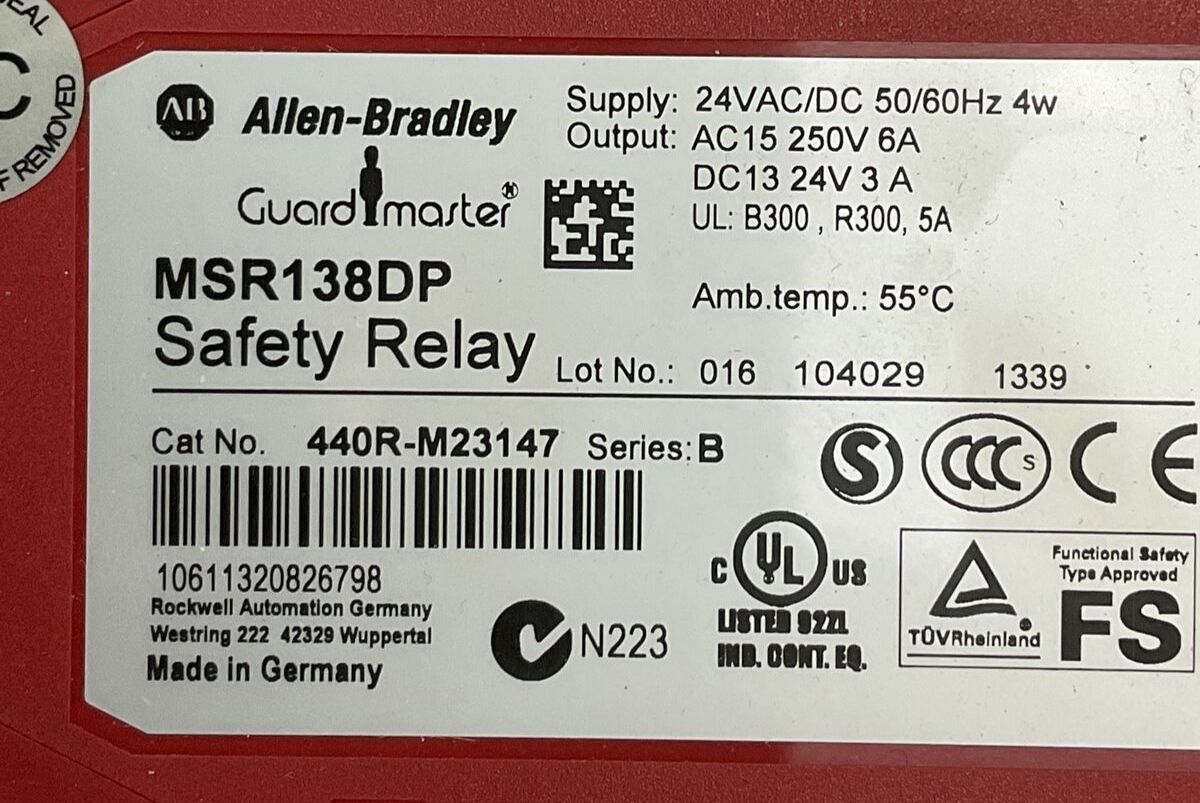 EAL
C
F REMOVED
AB Allen-Bradley
Guardmaster®
MSR138DP
Safety Relay
Supply: 24VAC/DC 50/60Hz 4w
Output: AC15 250V 6A
DC13 24V 3 A
UL: B300 , R300, 5A
Amb.temp.: 55°C
Lot No.: 016 104029 1339
Cat No. 440R-M23147 Series: B
S CCC S CE
10611320826798
Rockwell Automation Germany
Westring 222 42329 Wuppertal
Made in Germany
N223
C UL US
LISTED 92ZL
IND. CONT. EQ.
TÜVRheinland®
Functional Safety
Type Approved
FS